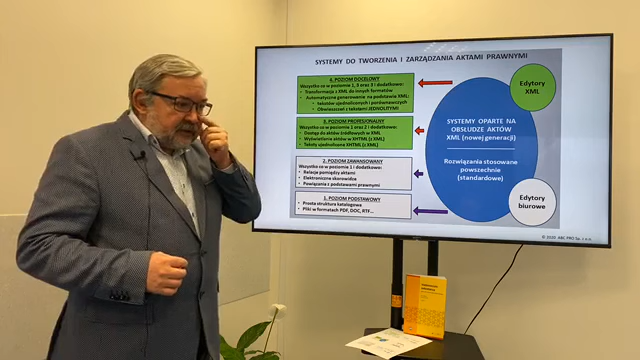 SYSTEMY DO TWORZENIA I ZARZĄDZANIA AKTAMI PRAWNYMI
4. POZIOM DOCELOWY
Wszystko co w poziomie 1, 2 oraz 3 i dodatkowo:
• Transformacja z XML do innych formatów
• Automatyczne generowanie na podstawie XML:
• tekstów ujednoliconych i porównawczych
• Obwieszczeń z tekstami JEDNOLITYMI
3. POZIOM PROFESJONALNY
Wszystko co w poziomie 1 oraz 2 i dodatkowo:
• Dostęp do aktów źródłowych w XML
• Wyświetlanie aktów w XHTML (z XML)
• Teksty ujednolicone XHTML (z XML)
2. POZIOM ZAAWANSOWANY
Wszystko co w poziomie 1 i dodatkowo:
• Relacje pomiędzy aktami
• Elektroniczne skorowidze
• Powiązania z podstawami prawnymi
1. POZIOM PODSTAWOWY
• Prosta struktura katalogowa
• Pliki w formatach PDF, DOC, RTF...
SYSTEMY OPARTE NA
OBSŁUDZE AKTÓW
XML (nowej generacji)
Rozwiązania stosowane
powszechnie
(standardowe)
Edytory
XML
Edytory
biurowe
© 2020 ABC PRO Sp. z o.o.